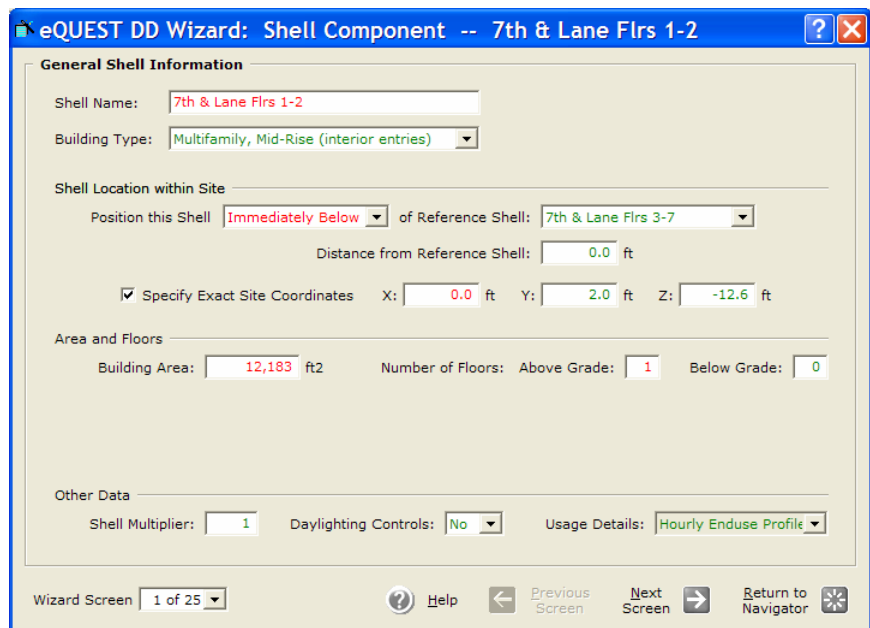 eQUEST DD Wizard: Shell Component -- 7th & Lane Flrs 1-2
General Shell Information
Shell Name: 7th & Lane Flrs 1-2
Building Type: Multifamily, Mid-Rise (interior entries)
Shell Location within Site
Position this Shell Immediately Below of Reference Shell: 7th & Lane Flrs 3-7
Distance from Reference Shell: 0.0 ft
Specify Exact Site Coordinates X: 0.0 ft Y: 2.0 ft Z: -12.6 ft
Area and Floors
Building Area: 12,183 ft2 Number of Floors: Above Grade: 1 Below Grade: 0
Other Data
Shell Multiplier: 1 Daylighting Controls: No Usage Details: Hourly Enduse Profile
Wizard Screen 1 of 25 ? Help Previous Screen Next Screen Return to Navigator